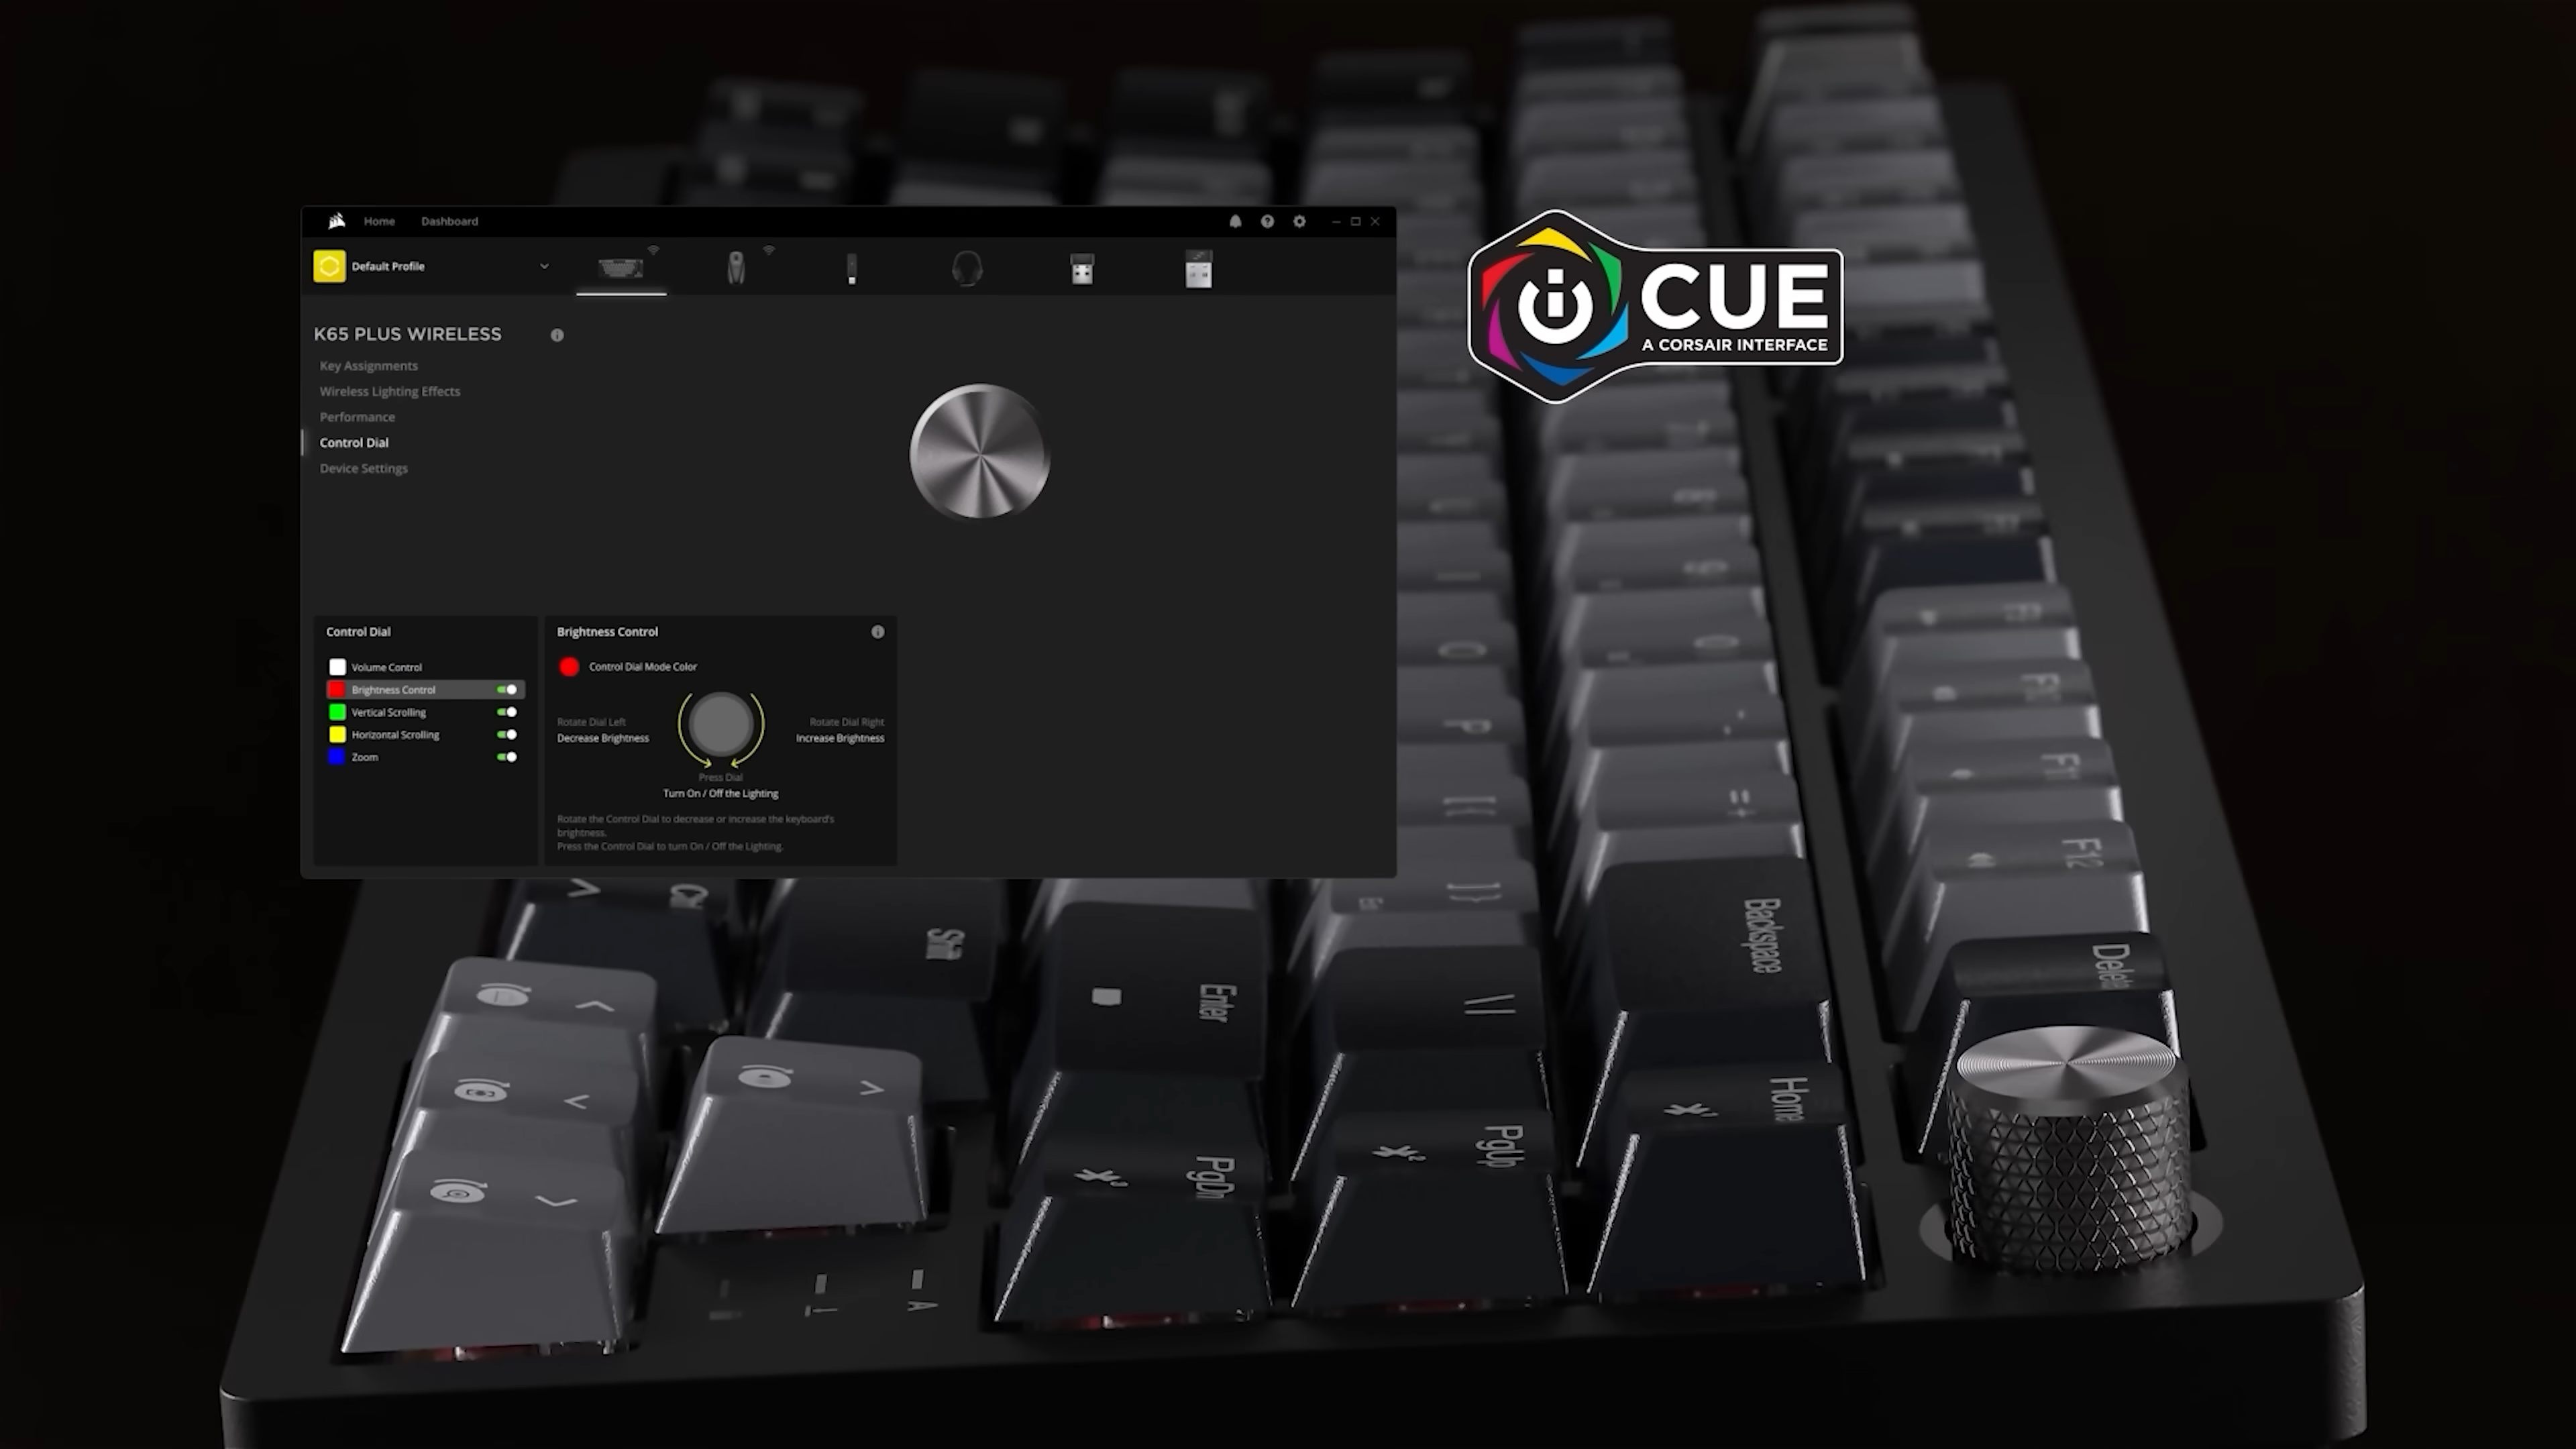 Home
Dashboard
Default Profile
K65 PLUS WIRELESS
Key Assignments
Wireless Lighting Effects
Performance
Control Dial
Device Settings
iCUE
A CORSAIR INTERFACE
Control Dial
Volume Control
Brightness Control
Vertical Scrolling
Horizontal Scrolling
Zoom
Brightness Control
Control Dial Mode Color
Rotate Dial Left
Decrease Brightness
Rotate Dial Right
Increase Brightness
Press Dial
Turn On / Off the Lighting
Rotate the Control Dial to decrease or increase the keyboard's
brightness.
Press the Control Dial to turn On / Off the Lighting.
O
P
F12
Backspace
Shift
Enter
Home
PgUp
PgDn
A